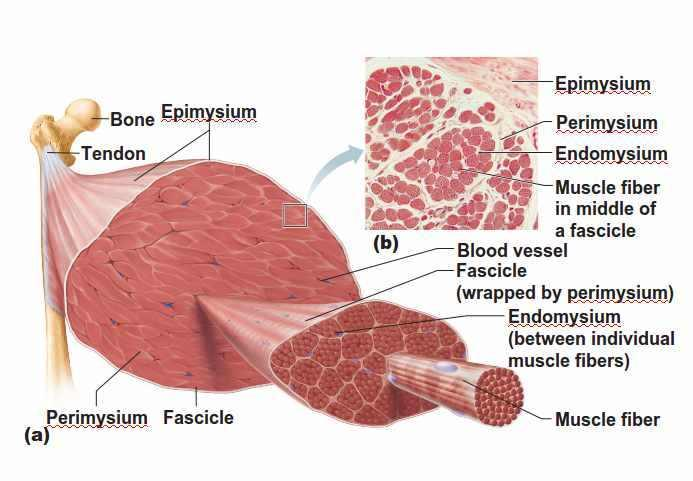 Bone
Epimysium
Tendon
Epimysium
Perimysium
Endomysium
Muscle fiber
in middle of
a fascicle
(b)
Blood vessel
Fascicle
(wrapped by perimysium)
Endomysium
(between individual
muscle fibers)
Muscle fiber
Perimysium
Fascicle
(a)